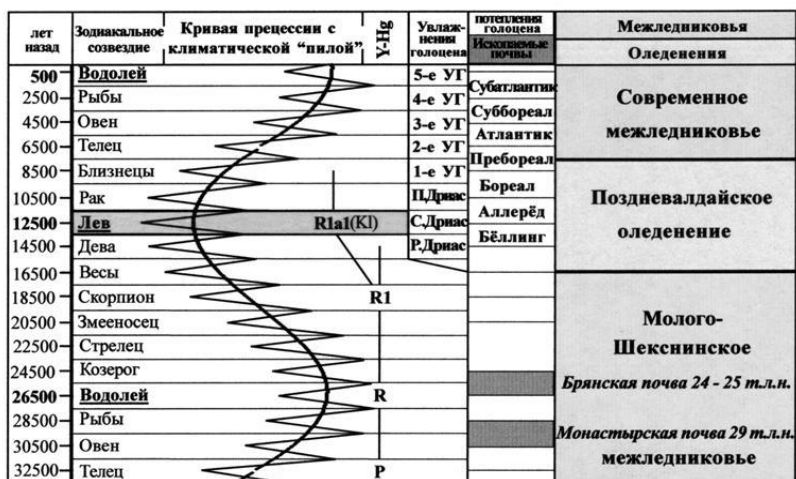 лет назад
Зодиакальное созвездие
Кривая прецессии с климатической “пилой”
Y-Hg
Увлаж-
нения
голоцена
потепления
голоцена
Ископаемые
почвы
Межледниковья
Оледенения
500 Водолей 5-е УГ
2500 Рыбы 4-е УГ
4500 Овен 3-е УГ
6500 Телец 2-е УГ
8500 Близнецы 1-е УГ
10500 Рак П.Дриас
12500 Лев R1a1(KI) С.Дриас
14500 Дева Р.Дриас
16500 Весы
18500 Скорпион R1
20500 Змееносец
22500 Стрелец
24500 Козерог
26500 Водолей R
28500 Рыбы
30500 Овен
32500 Телец P
Субатлантик
Суббореал
Атлантик
Пребореал
Бореал
Аллерёд
Бёллинг
Современное
межледниковье
Поздневалдайское
оледенение
Молого-
Шекснинское
Брянская почва 24 - 25 т.л.н.
Монастырская почва 29 т.л.н.
межледниковье